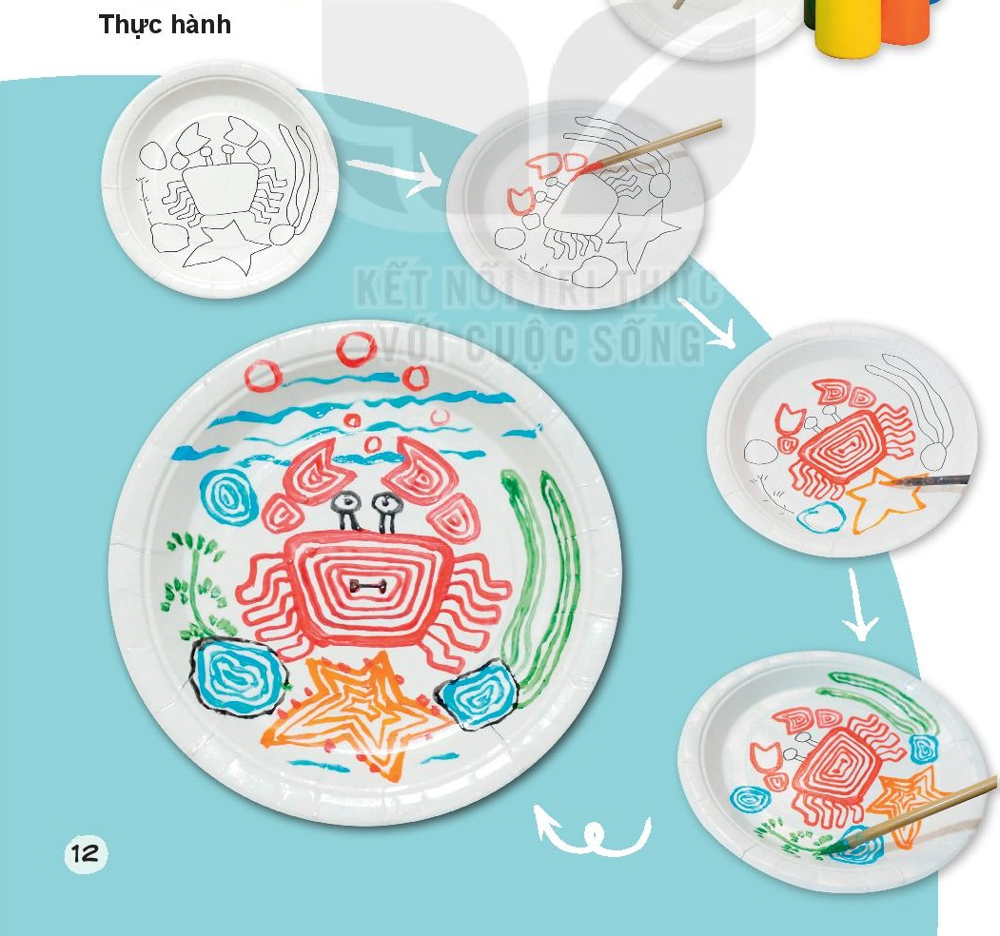 Thực hành
KẾT NỐI TRI THỨC
VỚI CUỘC SỐNG
12